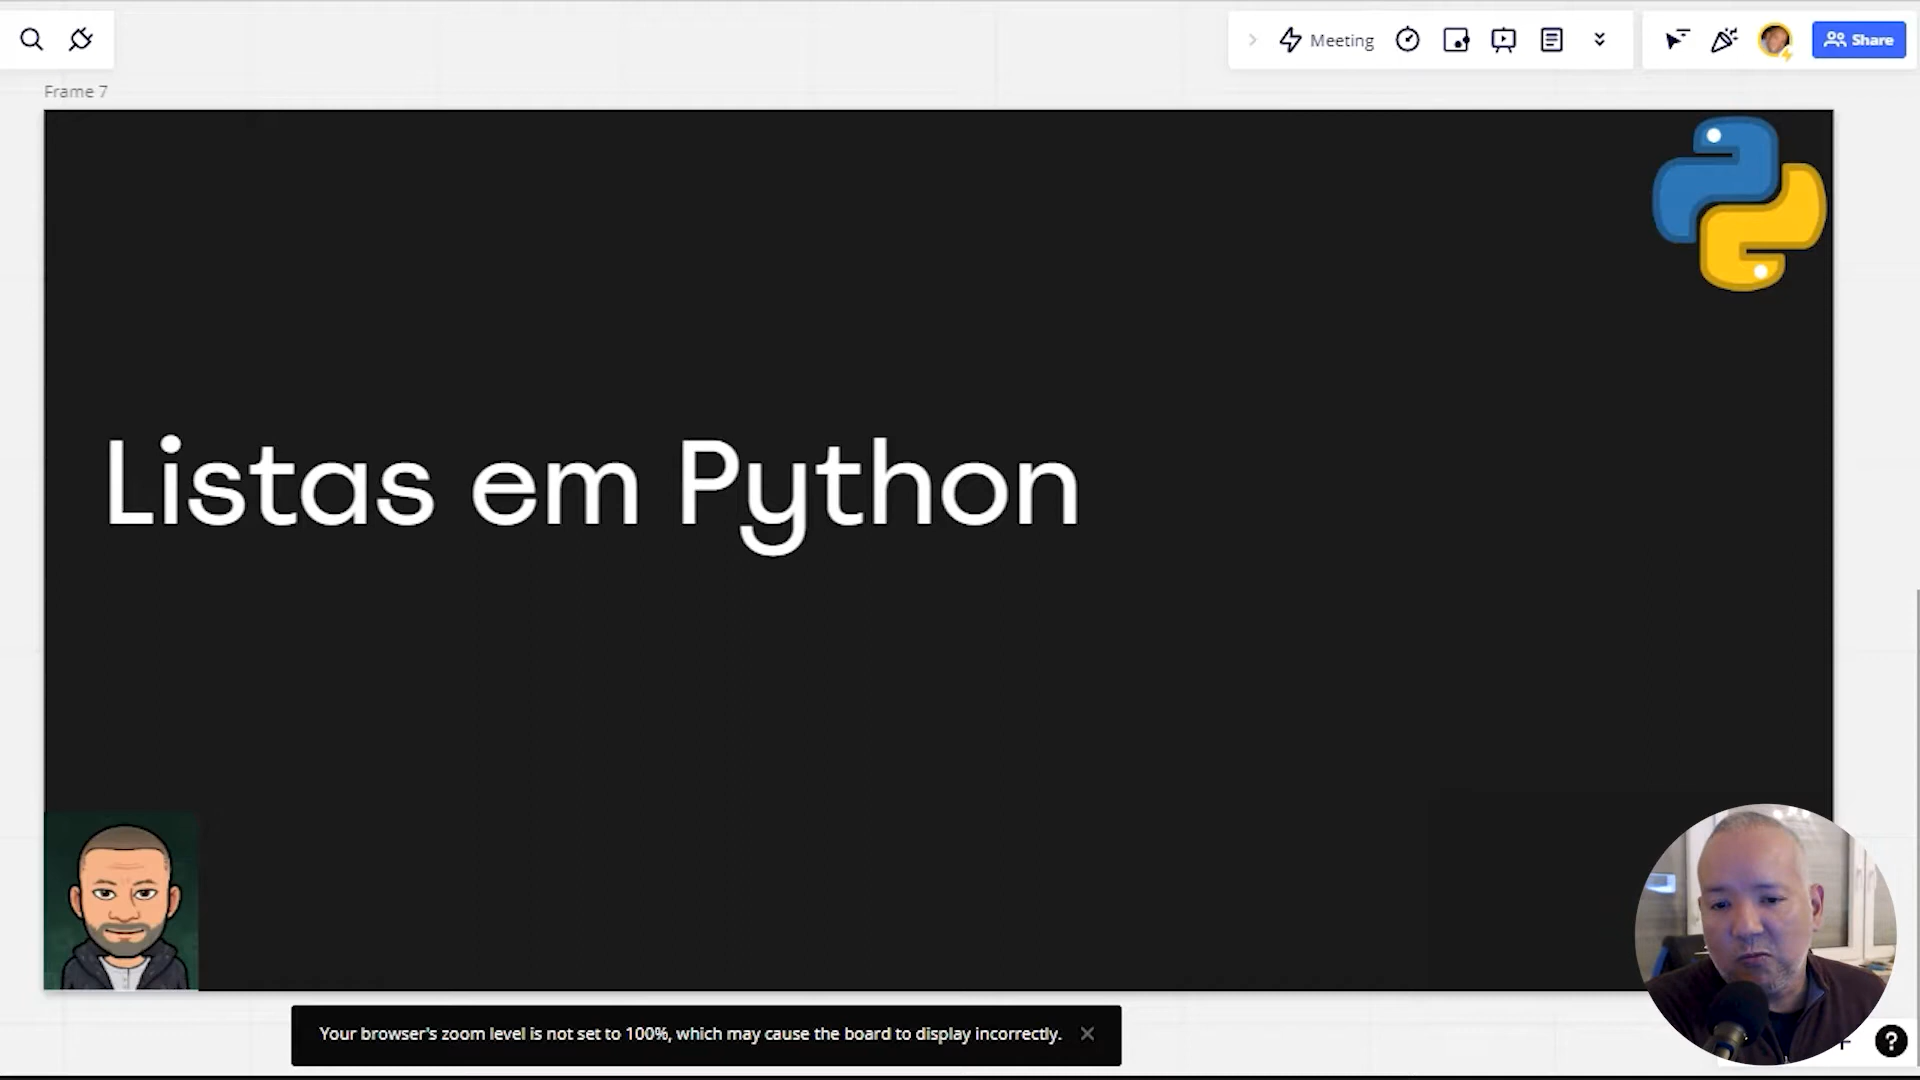 Meeting
Share
Frame 7
Listas em Python
Your browser's zoom level is not set to 100%, which may cause the board to display incorrectly.